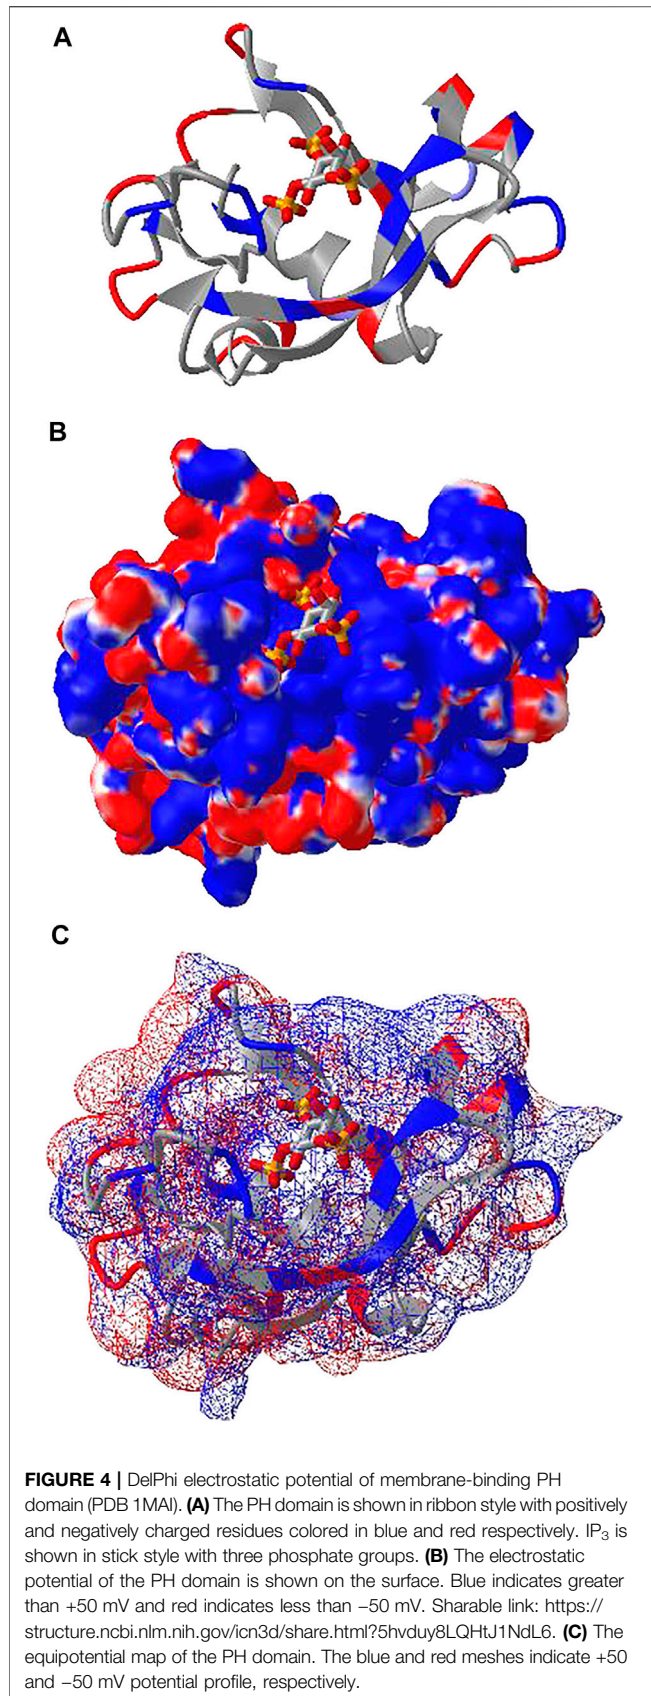 A
B
C
FIGURE 4 | DelPhi electrostatic potential of membrane-binding PH
domain (PDB 1MAI). (A) The PH domain is shown in ribbon style with positively
and negatively charged residues colored in blue and red respectively. IP3 is
shown in stick style with three phosphate groups. (B) The electrostatic
potential of the PH domain is shown on the surface. Blue indicates greater
than +50 mV and red indicates less than −50 mV. Sharable link: https://
structure.ncbi.nlm.nih.gov/icn3d/share.html?5hvduy8LQHtJ1NdL6. (C) The
equipotential map of the PH domain. The blue and red meshes indicate +50
and −50 mV potential profile, respectively.